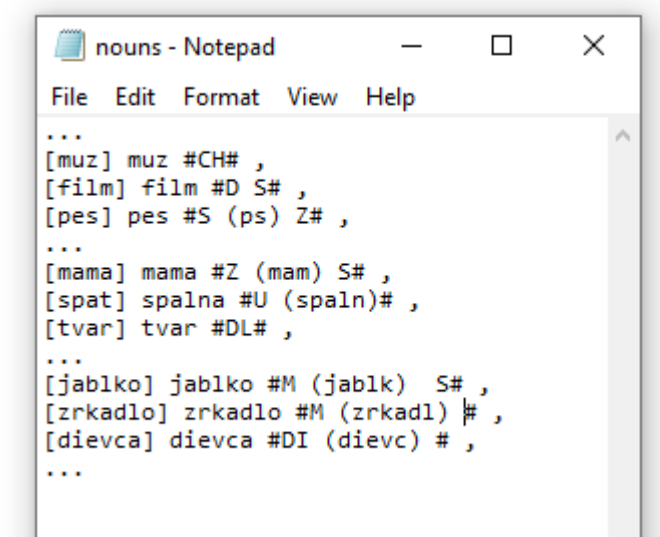 nouns - Notepad
File Edit Format View Help
...
[muz] muz #CH# ,
[film] film #D S# ,
[pes] pes #S (ps) Z# ,
...
[mama] mama #Z (mam) S# ,
[spat] spalna #U (spaln)# ,
[tvar] tvar #DL# ,
...
[jablko] jablko #M (jablk)  S# ,
[zrkadlo] zrkadlo #M (zrkadl) # ,
[dievca] dievca #DI (dievc) # ,
...